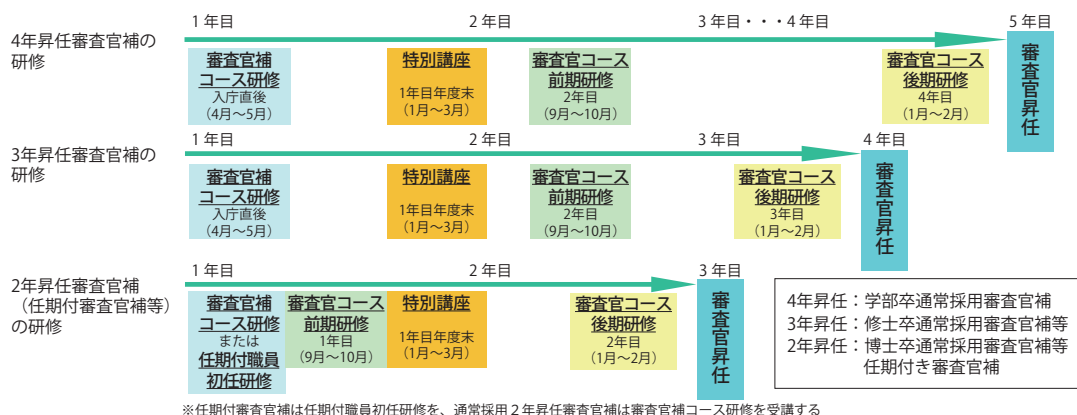 1 年目
2 年目
3 年目・・・4 年目
5 年目
4年昇任審査官補の
研修
審査官補
コース研修
入庁直後
（4月～5月）
特別講座
1年目年度末
（1月～3月）
審査官コース
前期研修
2年目
（9月～10月）
審査官コース
後期研修
4年目
（1月～2月）
審査官昇任
1 年目
2 年目
3 年目
4 年目
3年昇任審査官補の
研修
審査官補
コース研修
入庁直後
（4月～5月）
特別講座
1年目年度末
（1月～3月）
審査官コース
前期研修
2年目
（9月～10月）
審査官コース
後期研修
3年目
（1月～2月）
審査官昇任
1 年目
2 年目
3 年目
2年昇任審査官補
（任期付審査官補等）
の研修
審査官補
コース研修
または
任期付職員
初任研修
審査官コース
前期研修
1年目
（9月～10月）
特別講座
1年目年度末
（1月～3月）
審査官コース
後期研修
2年目
（1月～2月）
審査官昇任
4年昇任：学部卒通常採用審査官補
3年昇任：修士卒通常採用審査官補等
2年昇任：博士卒通常採用審査官補等
任期付き審査官補
※任期付審査官補は任期付職員初任研修を、通常採用２年昇任審査官補は審査官補コース研修を受講する